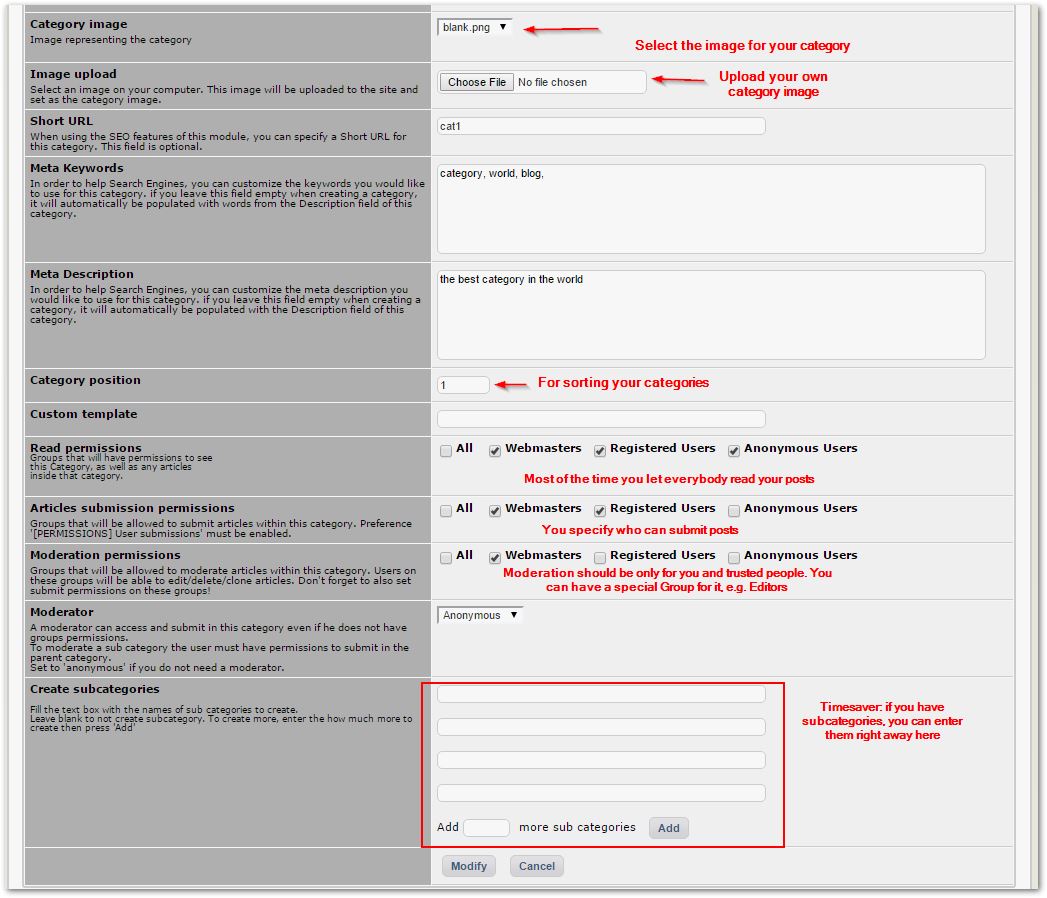 Category image
Image representing the category
blank.png
Select the image for your category
Image upload
Select an image on your computer. This image will be uploaded to the site and
set as the category image.
Choose File No file chosen
Upload your own
category image
Short URL
When using the SEO features of this module, you can specify a Short URL for
this category. This field is optional.
cat1
Meta Keywords
In order to help Search Engines, you can customize the keywords you would like
to use for this category. if you leave this field empty when creating a category,
it will automatically be populated with words from the Description field of this
category.
category, world, blog,
Meta Description
In order to help Search Engines, you can customize the meta description you
would like to use for this category. if you leave this field empty when creating a
category, it will automatically be populated with the Description field of this
category.
the best category in the world
Category position
1
For sorting your categories
Custom template
Read permissions
Groups that will have permissions to see
this Category, as well as any articles
inside that category.
All Webmasters Registered Users Anonymous Users
Most of the time you let everybody read your posts
Articles submission permissions
Groups that will be allowed to submit articles within this category. Preference
'[PERMISSIONS] User submissions' must be enabled.
All Webmasters Registered Users Anonymous Users
You specify who can submit posts
Moderation permissions
Groups that will be allowed to moderate articles within this category. Users on
these groups will be able to edit/delete/clone articles. Don't forget to also set
submit permissions on these groups!
All Webmasters Registered Users Anonymous Users
Moderation should be only for you and trusted people. You
can have a special Group for it, e.g. Editors
Moderator
A moderator can access and submit in this category even if he does not have
groups permissions.
To moderate a sub category the user must have permissions to submit in the
parent category.
Set to 'anonymous' if you do not need a moderator.
Anonymous
Create subcategories
Fill the text box with the names of sub categories to create.
Leave blank to not create subcategory. To create more, enter the how much more to
create then press 'Add'
Add more sub categories Add
Timesaver: if you have
subcategories, you can enter
them right away here
Modify Cancel